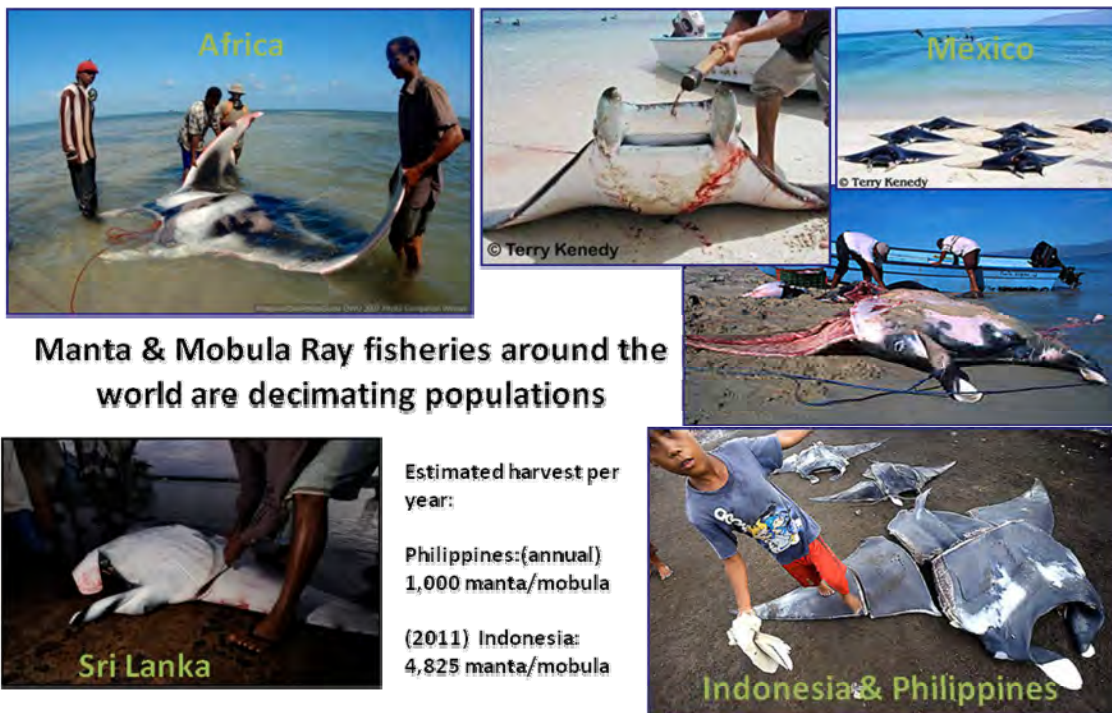 Africa
Mexico
© Terry Kenedy
© Terry Kenedy
Manta & Mobula Ray fisheries around the
world are decimating populations
Estimated harvest per
year:
Philippines:(annual)
1,000 manta/mobula
(2011) Indonesia:
4,825 manta/mobula
Sri Lanka
Indonesia & Philippines